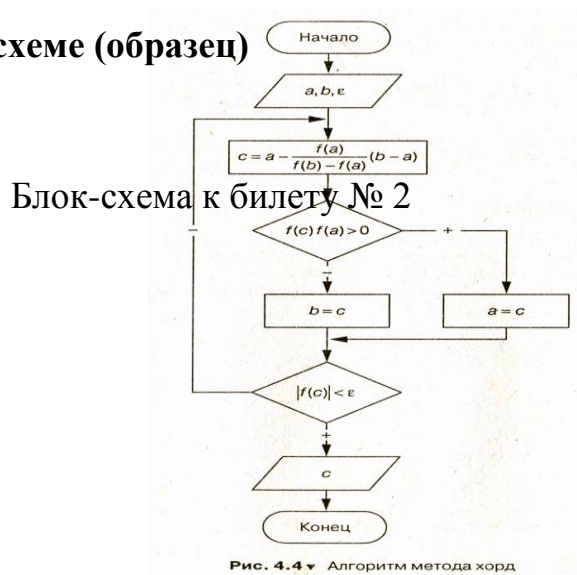 схеме (образец)
Начало
a, b, ε
c = a - f(a) / f(b) - f(a) (b - a)
Блок-схема к билету № 2
f(c) f(a) > 0
+
–
–
b = c
a = c
|f(c)| < ε
+
c
Конец
Рис. 4.4▾ Алгоритм метода хорд